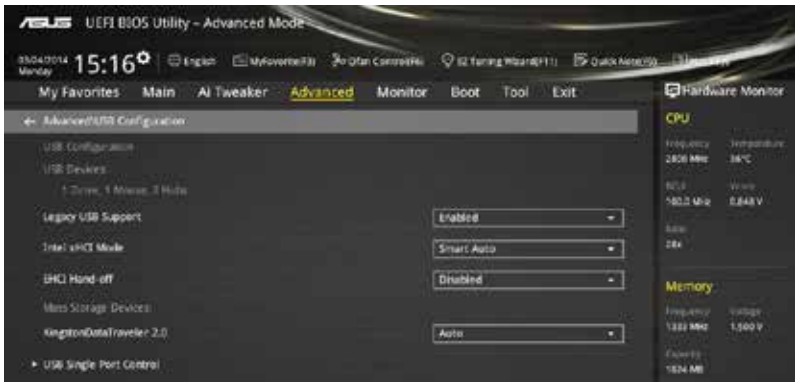 ASUS UEFI BIOS Utility – Advanced Mode
Monday 15:16 English MyFavorite(F3) Qfan Control(F6) EZ Tuning Wizard(F11) Quick Note(F9)
My Favorites Main Ai Tweaker Advanced Monitor Boot Tool Exit
Hardware Monitor
← Advanced\USB Configuration
USB Configuration
USB Devices:
1 Drive, 1 Mouse, 2 Hubs
Legacy USB Support Enabled
Intel xHCI Mode Smart Auto
EHCI Hand-off Disabled
Mass Storage Devices:
KingstonDataTraveler 2.0 Auto
USB Single Port Control
CPU
Frequency Temperature
2800 MHz 36°C
BCLK Vcore
100.0 MHz 0.848 V
Ratio
28x
Memory
Frequency Voltage
1333 MHz 1.500 V
Capacity
1024 MB